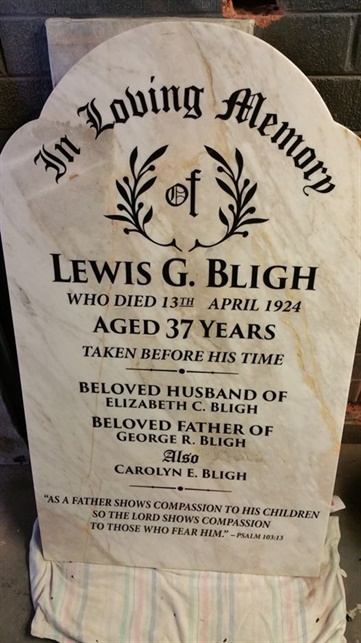 In Loving Memory
of
LEWIS G. BLIGH
WHO DIED 13TH APRIL 1924
AGED 37 YEARS
TAKEN BEFORE HIS TIME
BELOVED HUSBAND OF
ELIZABETH C. BLIGH
BELOVED FATHER OF
GEORGE R. BLIGH
Also
CAROLYN E. BLIGH
"AS A FATHER SHOWS COMPASSION TO HIS CHILDREN
SO THE LORD SHOWS COMPASSION
TO THOSE WHO FEAR HIM." – PSALM 103:13